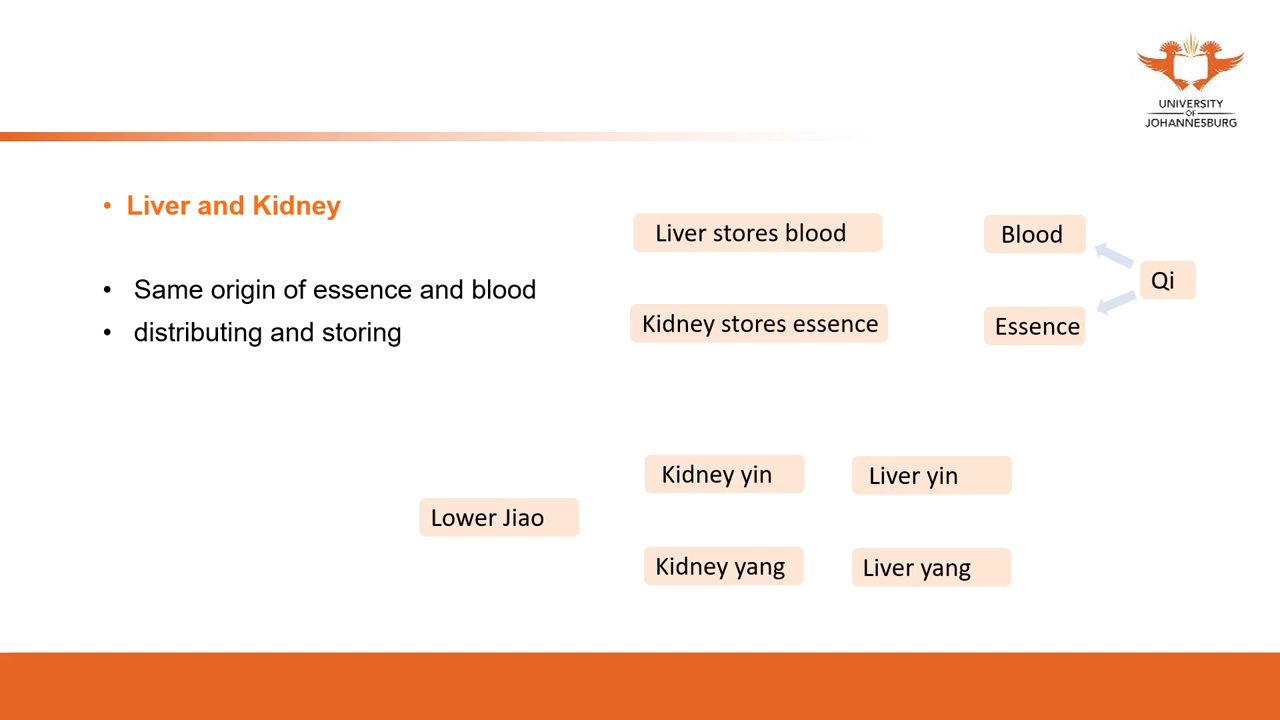 UNIVERSITY
OF
JOHANNESBURG
• Liver and Kidney
• Same origin of essence and blood
• distributing and storing
Liver stores blood
Blood
Qi
Kidney stores essence
Essence
Kidney yin
Liver yin
Lower Jiao
Kidney yang
Liver yang